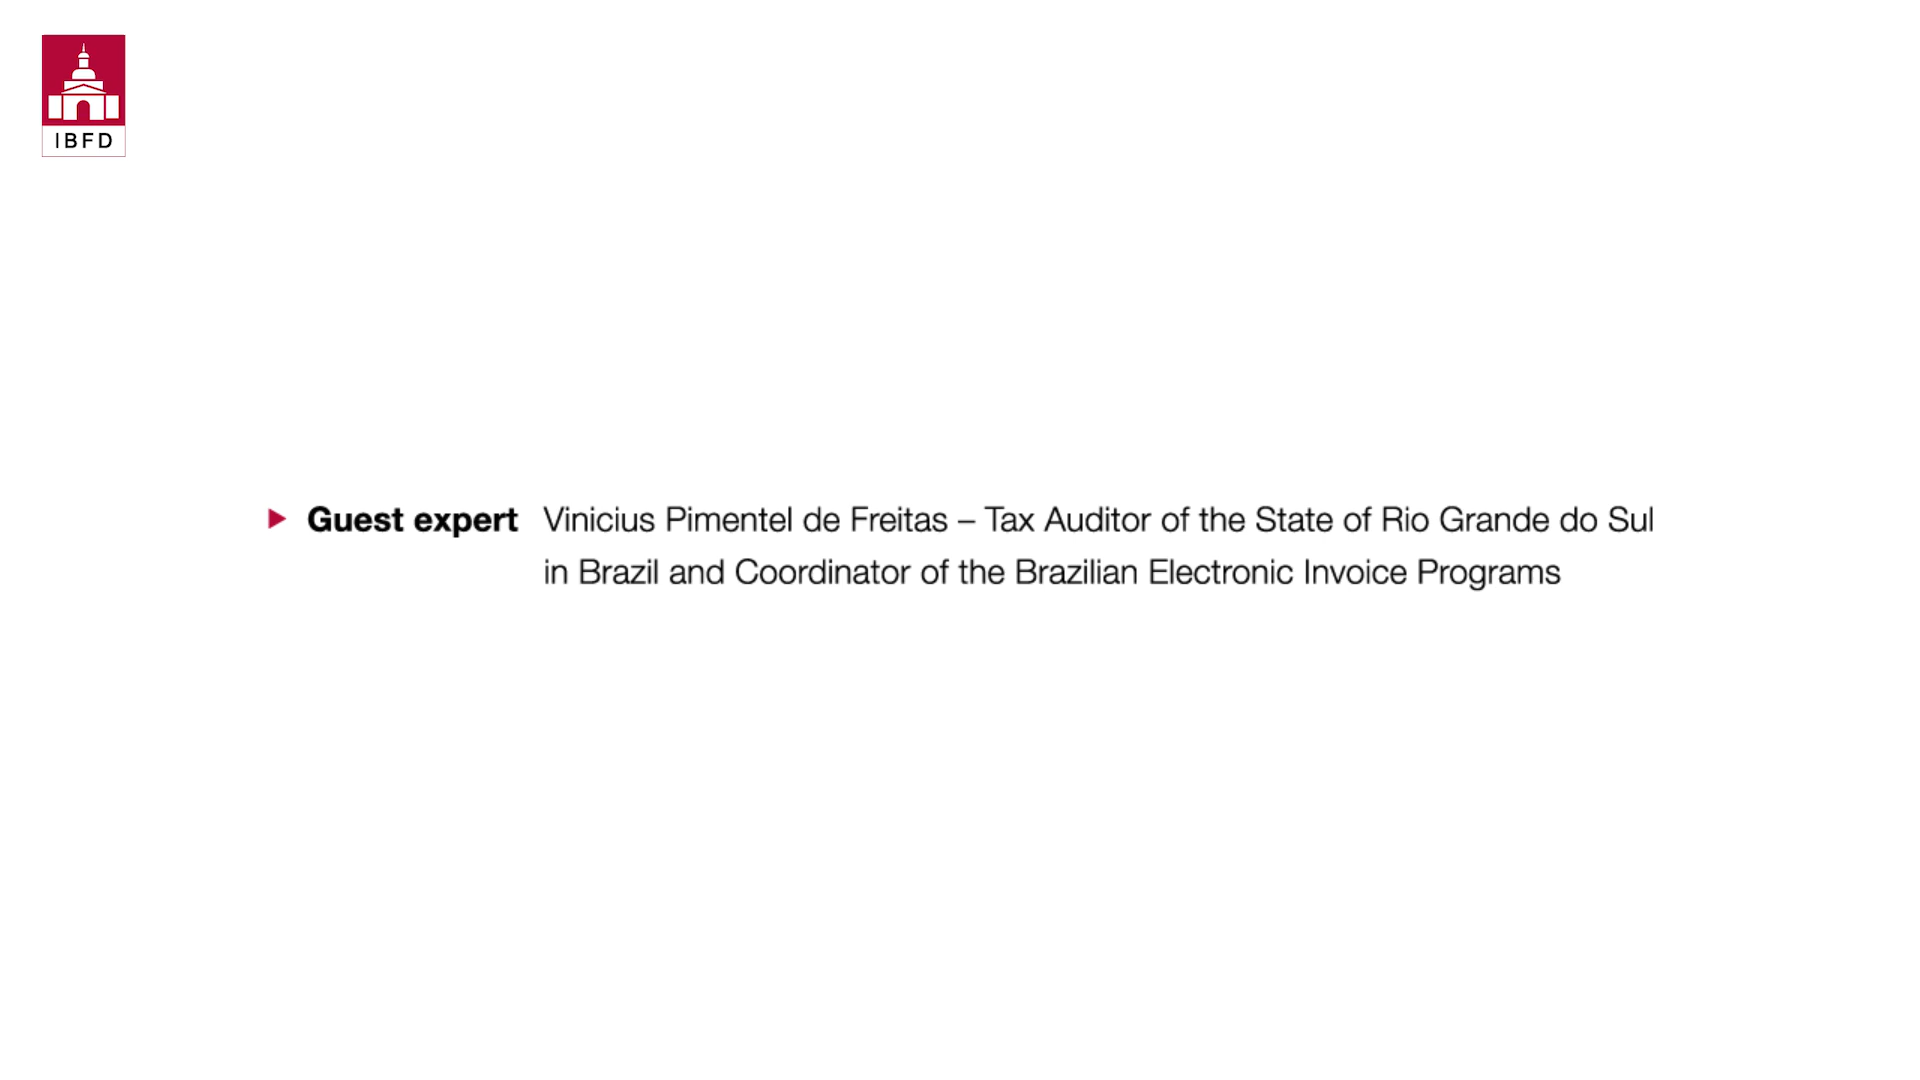 IBFD
Guest expert Vinicius Pimentel de Freitas – Tax Auditor of the State of Rio Grande do Sul
in Brazil and Coordinator of the Brazilian Electronic Invoice Programs